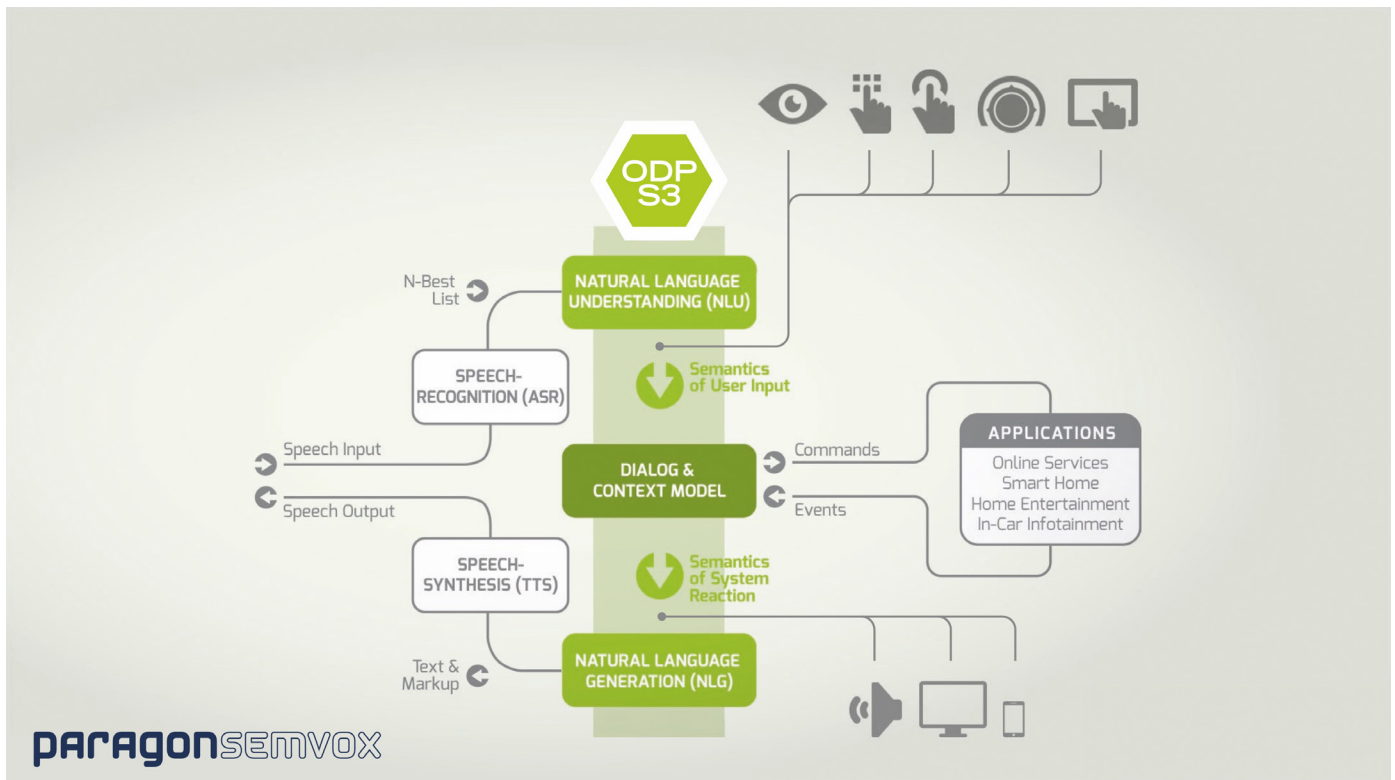 ODP
S3
N-Best
List
NATURAL LANGUAGE
UNDERSTANDING (NLU)
SPEECH-
RECOGNITION (ASR)
Semantics
of User Input
Speech Input
Speech Output
DIALOG &
CONTEXT MODEL
Commands
Events
APPLICATIONS
Online Services
Smart Home
Home Entertainment
In-Car Infotainment
SPEECH-
SYNTHESIS (TTS)
Semantics
of System
Reaction
Text &
Markup
NATURAL LANGUAGE
GENERATION (NLG)
paragonsemvox